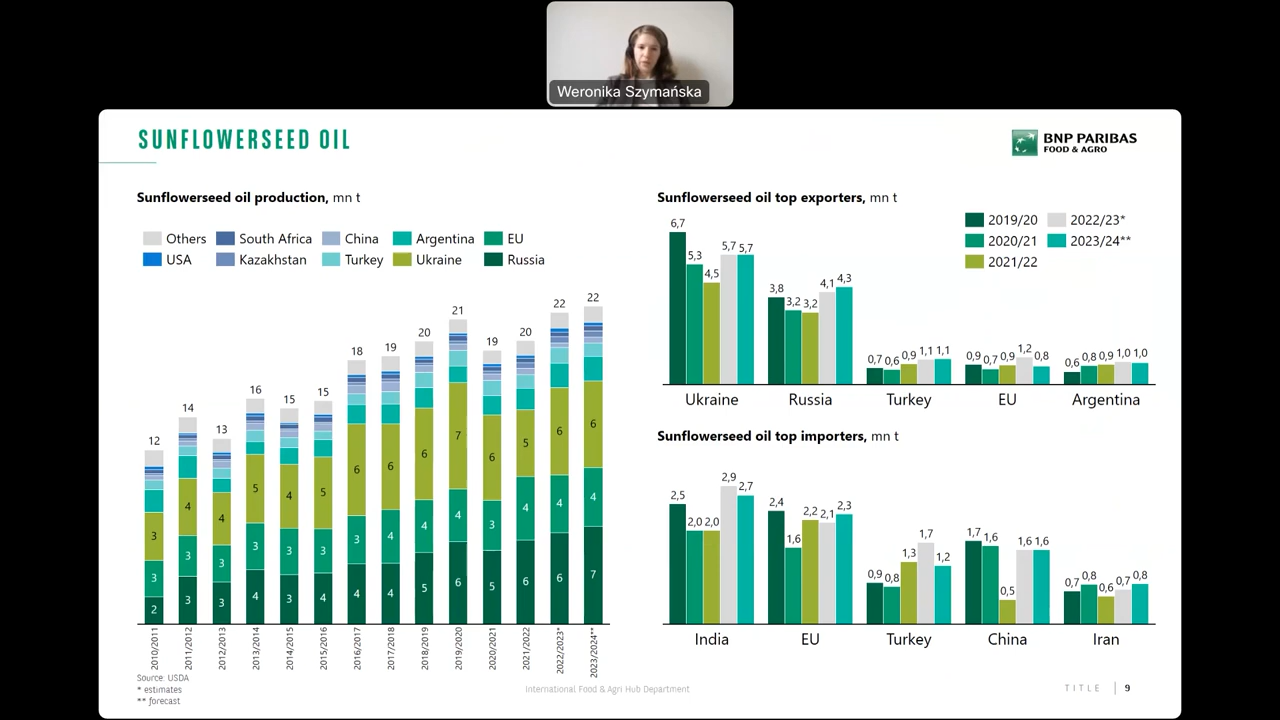 Weronika Szymańska
SUNFLOWERSEED OIL
BNP PARIBAS
FOOD & AGRO
Sunflowerseed oil production, mn t
Others South Africa China Argentina EU
USA Kazakhstan Turkey Ukraine Russia
12 14 13 16 15 15 18 19 20 21 19 20 22 22
3 4 4 5 4 5 6 6 6 7 6 5 6 6
3 3 3 3 3 3 3 4 4 4 3 4 4 4
2 3 3 4 3 4 4 4 5 6 5 6 6 7
2010/2011 2011/2012 2012/2013 2013/2014 2014/2015 2015/2016 2016/2017 2017/2018 2018/2019 2019/2020 2020/2021 2021/2022 2022/2023* 2023/2024**
Source: USDA
* estimates
** forecast
Sunflowerseed oil top exporters, mn t
2019/20 2022/23*
2020/21 2023/24**
2021/22
6,7 5,3 4,5 5,7 5,7 3,8 3,2 3,2 4,1 4,3 0,7 0,6 0,9 1,1 1,1 0,9 0,7 0,9 1,2 0,8 0,6 0,8 0,9 1,0 1,0
Ukraine Russia Turkey EU Argentina
Sunflowerseed oil top importers, mn t
2,5 2,0 2,0 2,9 2,7 2,4 1,6 2,2 2,1 2,3 0,9 0,8 1,3 1,7 1,2 1,7 1,6 0,5 1,6 1,6 0,7 0,8 0,6 0,7 0,8
India EU Turkey China Iran
International Food & Agri Hub Department
TITLE | 9